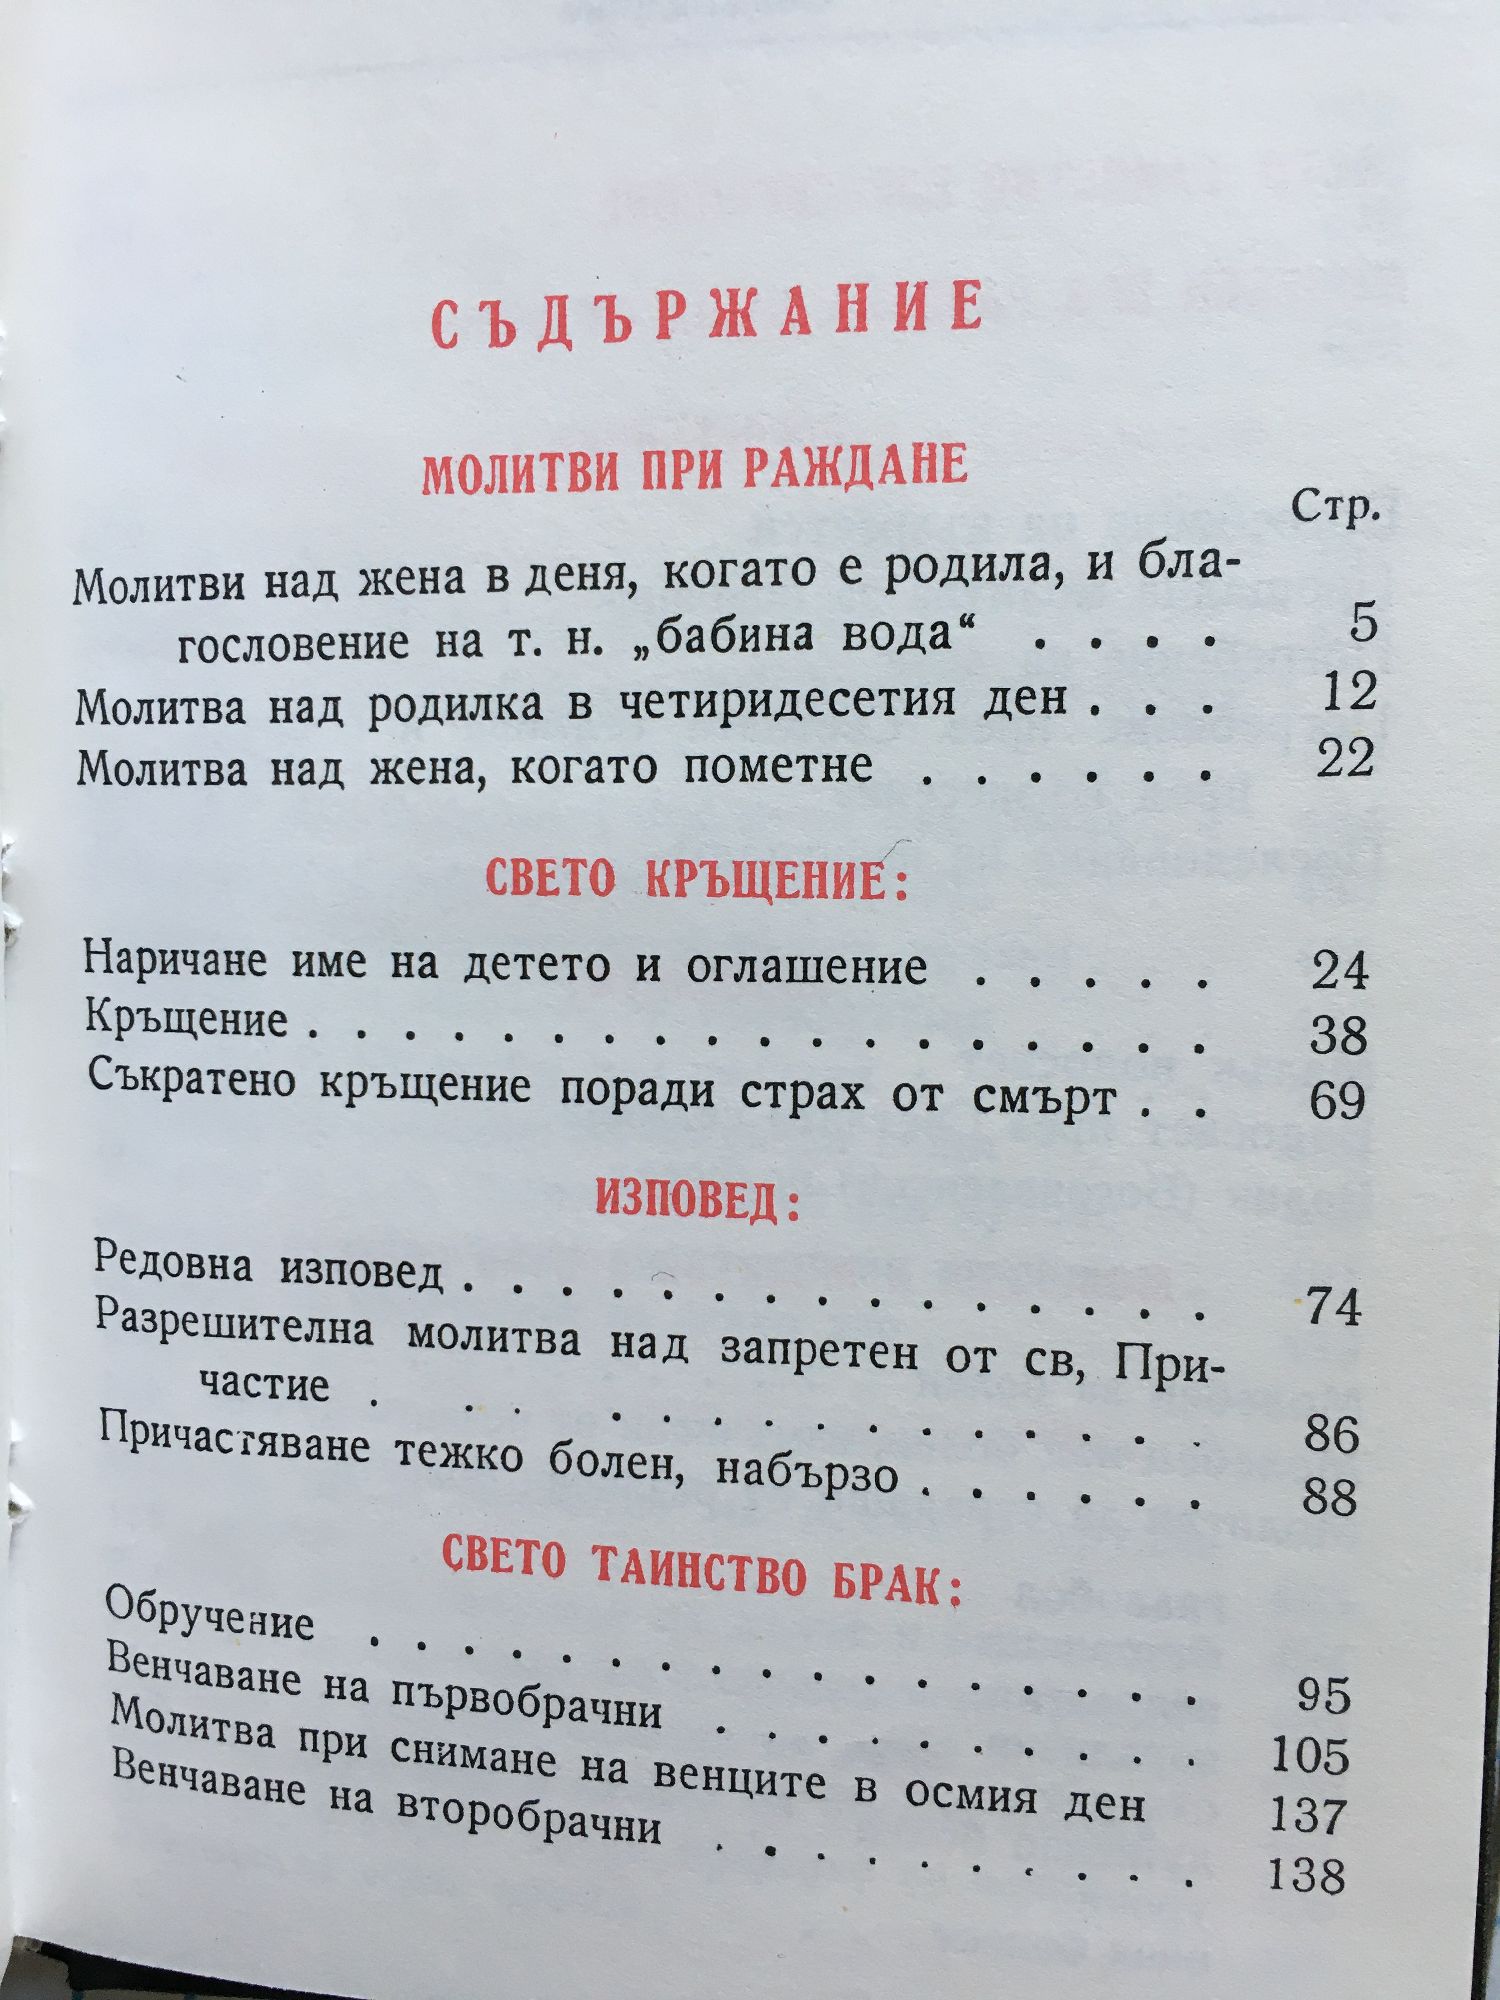 СЪДЪРЖАНИЕ
МОЛИТВИ ПРИ РАЖДАНЕ
Стр.
Молитви над жена в деня, когато е родила, и бла-
гословение на т. н. „бабина вода“ . . . . 5
Молитва над родилка в четиридесетия ден . . . 12
Молитва над жена, когато пометне . . . . . . 22
СВЕТО КРЪЩЕНИЕ:
Наричане име на детето и оглашение . . . . . 24
Кръщение . . . . . . . . . . . . . . . . . . 38
Съкратено кръщение поради страх от смърт . . 69
ИЗПОВЕД:
Редовна изповед . . . . . . . . . . . . . . . 74
Разрешителна молитва над запретен от св, При-
частие . . . . . . . . . . . . . . . 86
Причастяване тежко болен, набързо . . . . . . 88
СВЕТО ТАИНСТВО БРАК:
Обручение . . . . . . . . . . . . . . . . . 95
Венчаване на първобрачни . . . . . . . . . . 105
Молитва при снимане на венците в осмия ден 137
Венчаване на второбрачни . . . . . . . . . . 138